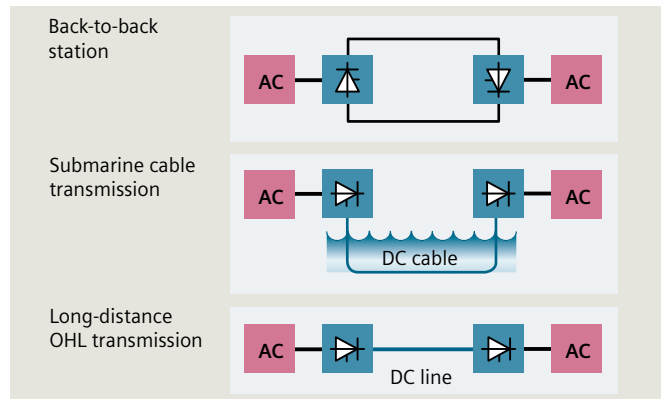 Back-to-back
station
AC
AC
Submarine cable
transmission
AC
AC
DC cable
Long-distance
OHL transmission
AC
AC
DC line